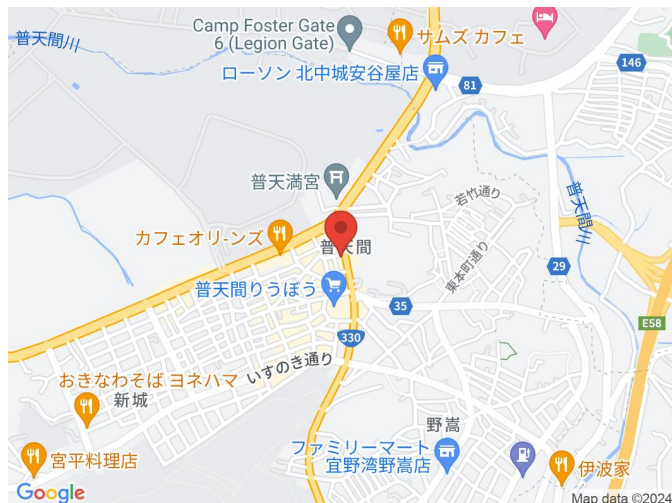 Camp Foster Gate
6 (Legion Gate)
サムズ カフェ
普天間川
ローソン 北中城安谷屋店
81
146
普天満宮
若竹通り
普天間川
カフェオリーンズ
普天間
東本町通り
29
普天間りうぼう
35
E58
330
いすのき通り
おきなわそば ヨネハマ
新城
野嵩
ファミリーマート
宜野湾野嵩店
宮平料理店
伊波家
Google
Map data ©2024